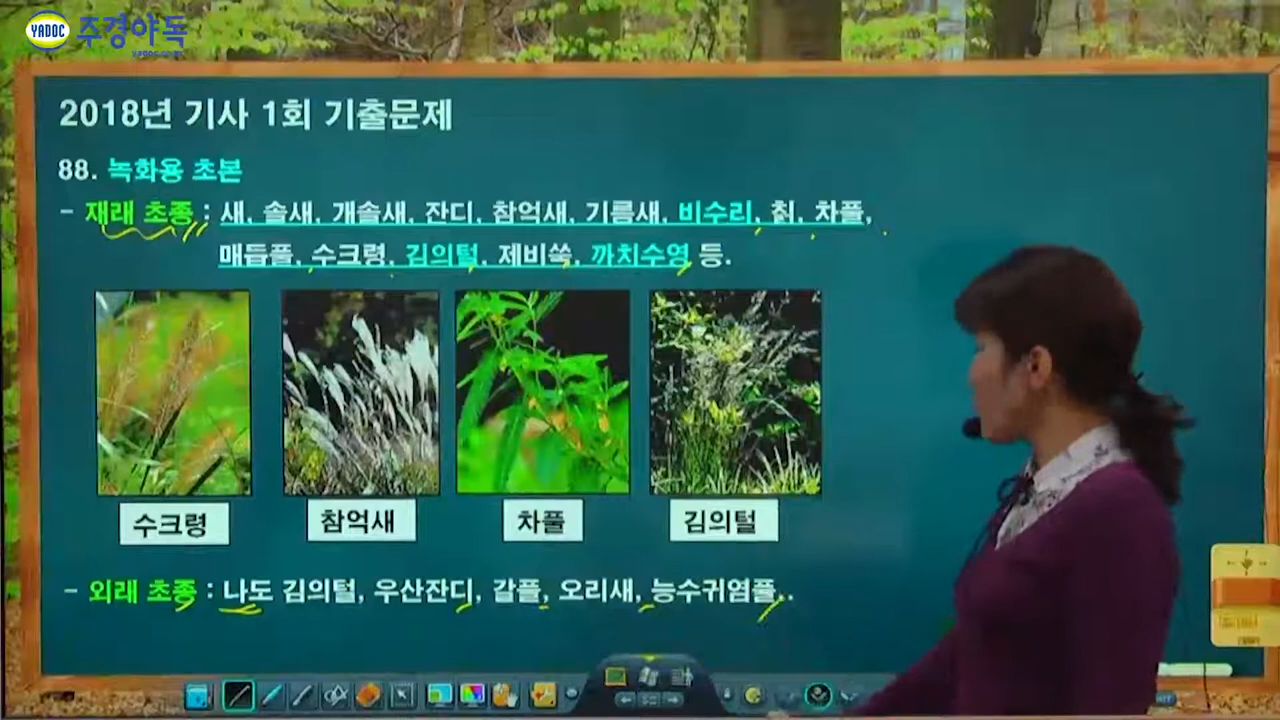 YADOC 주경야독
2018년 기사 1회 기출문제
88. 녹화용 초본
- 재래 초종 : 새, 솔새, 개솔새, 잔디, 참억새, 기름새, 비수리, 칡, 차풀,
매듭풀, 수크령, 김의털, 제비쑥, 까치수영 등.
수크령 참억새 차풀 김의털
- 외래 초종 : 나도 김의털, 우산잔디, 갈풀, 오리새, 능수귀염풀..